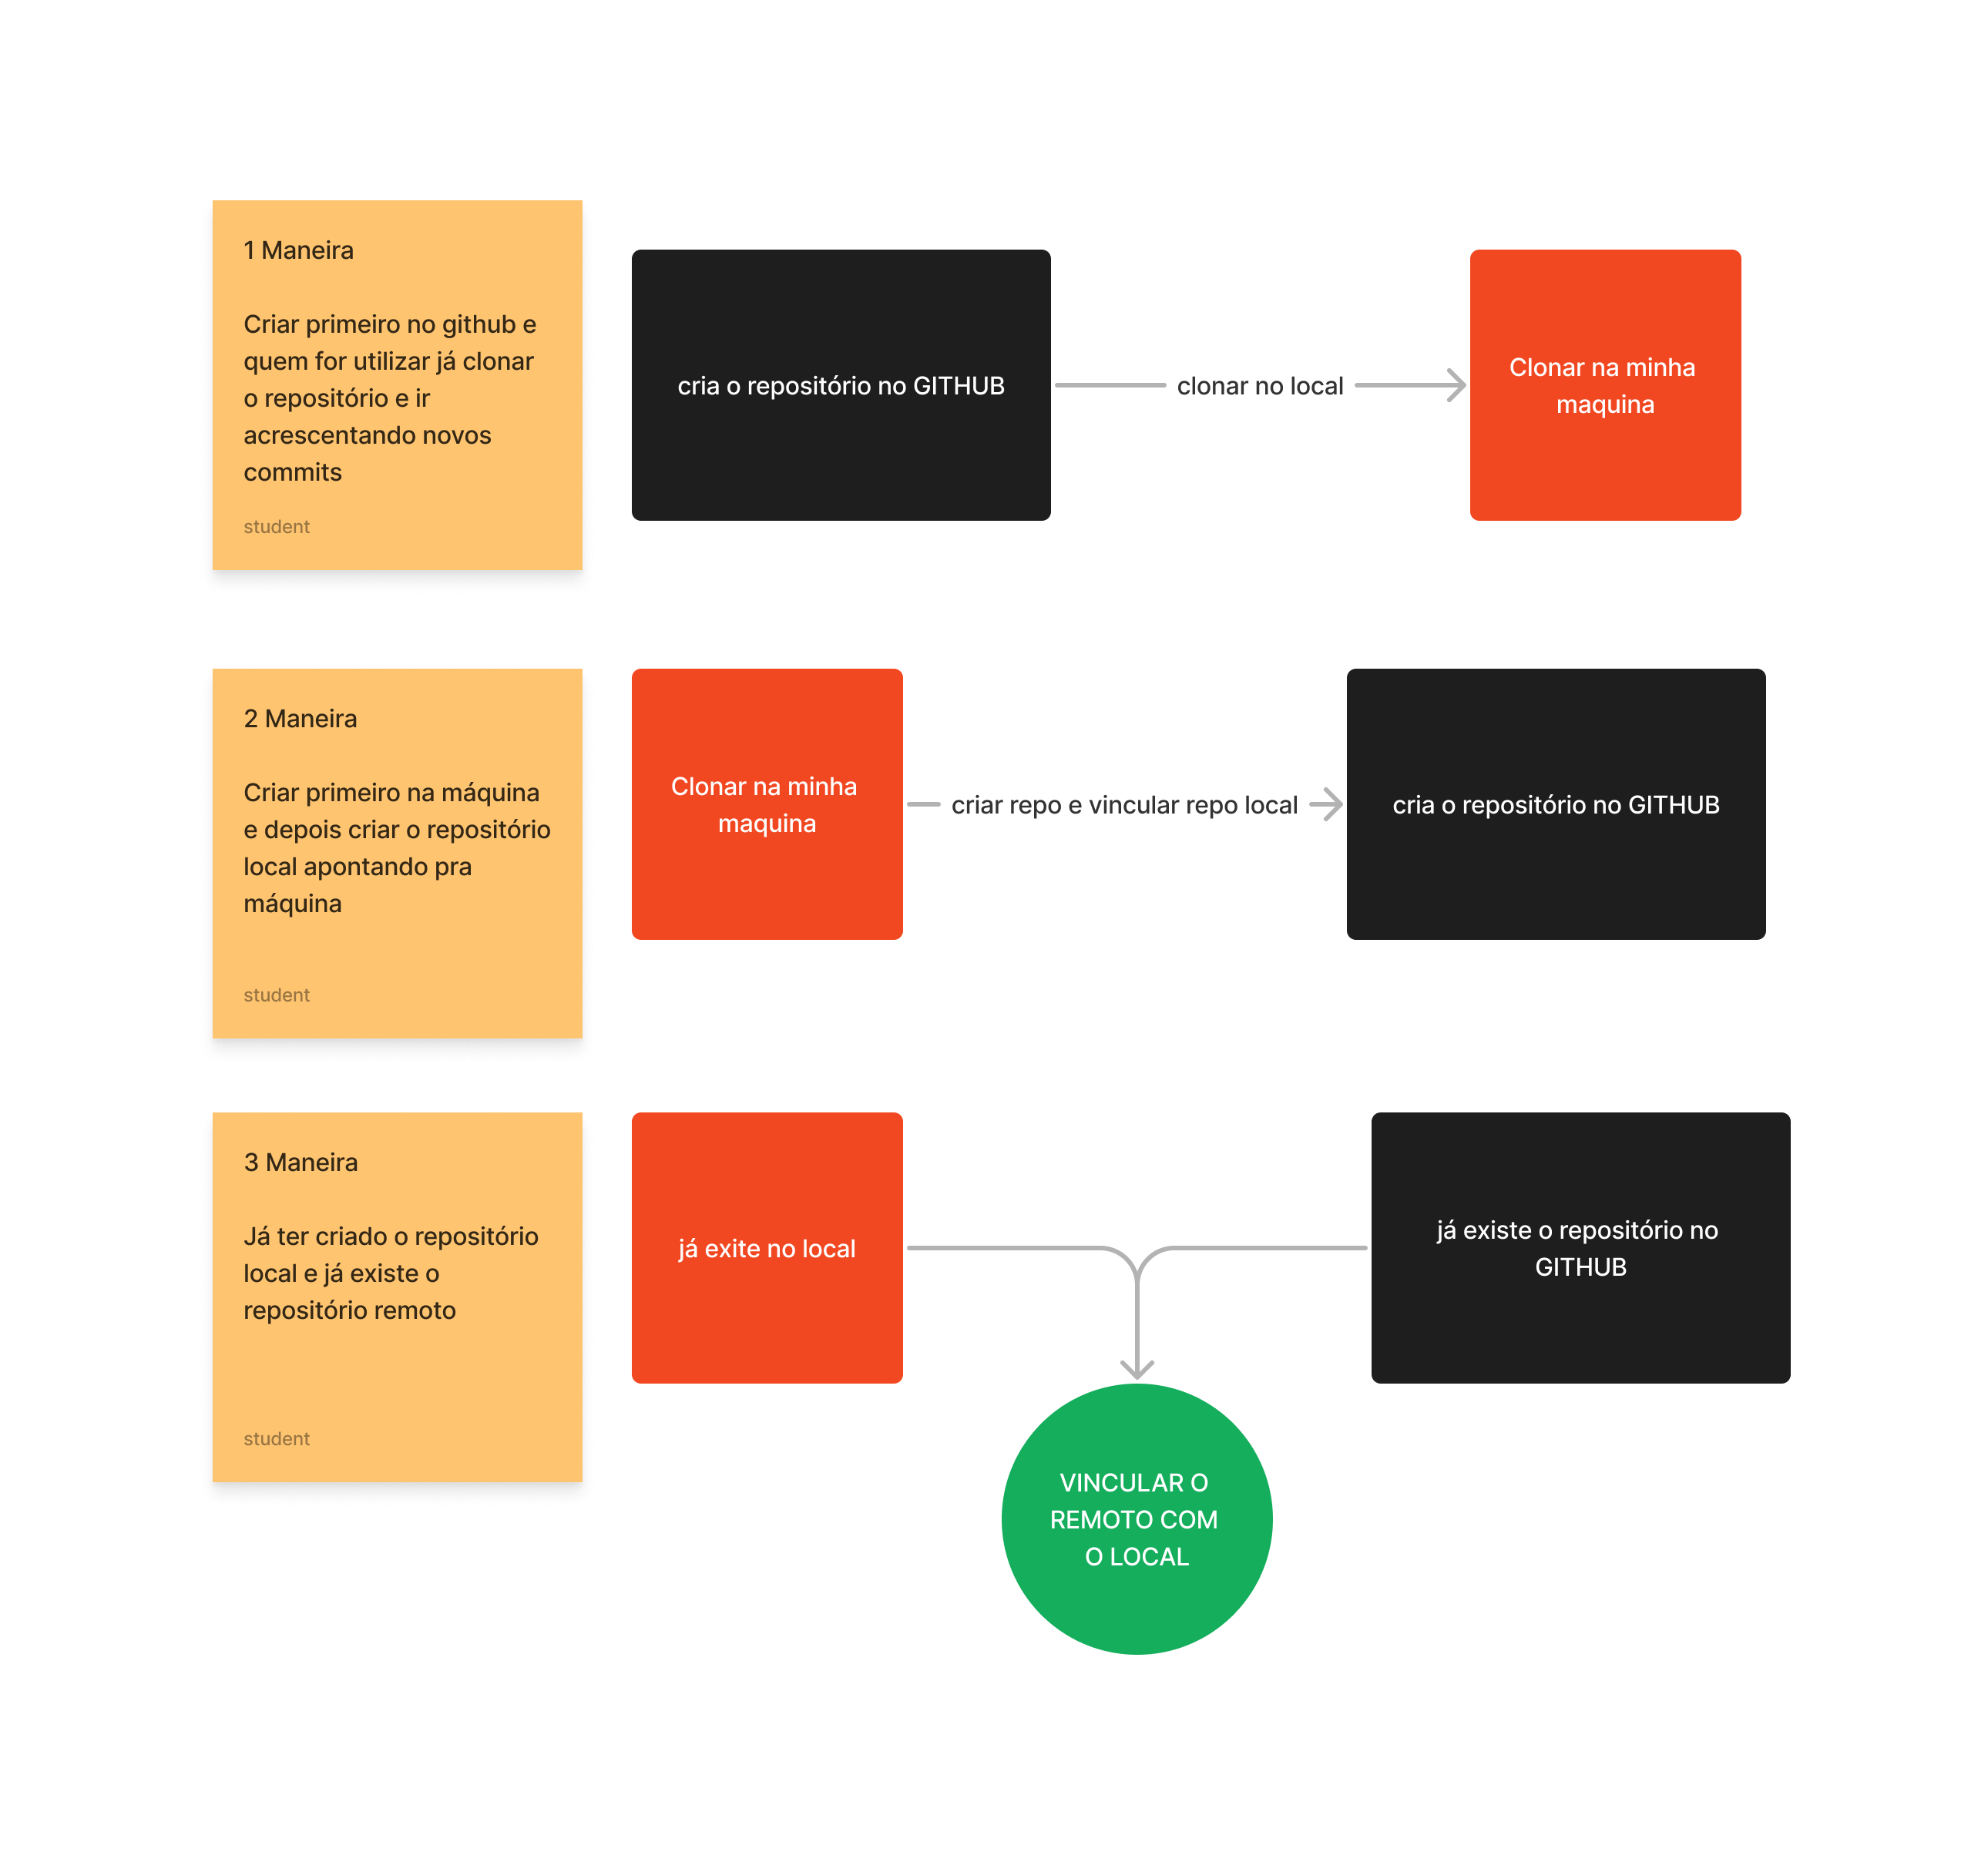 1 Maneira
Criar primeiro no github e
quem for utilizar já clonar
o repositório e ir
acrescentando novos
commits
student
cria o repositório no GITHUB
clonar no local
Clonar na minha
maquina
2 Maneira
Criar primeiro na máquina
e depois criar o repositório
local apontando pra
máquina
student
Clonar na minha
maquina
criar repo e vincular repo local
cria o repositório no GITHUB
3 Maneira
Já ter criado o repositório
local e já existe o
repositório remoto
student
já exite no local
já existe o repositório no
GITHUB
VINCULAR O
REMOTO COM
O LOCAL